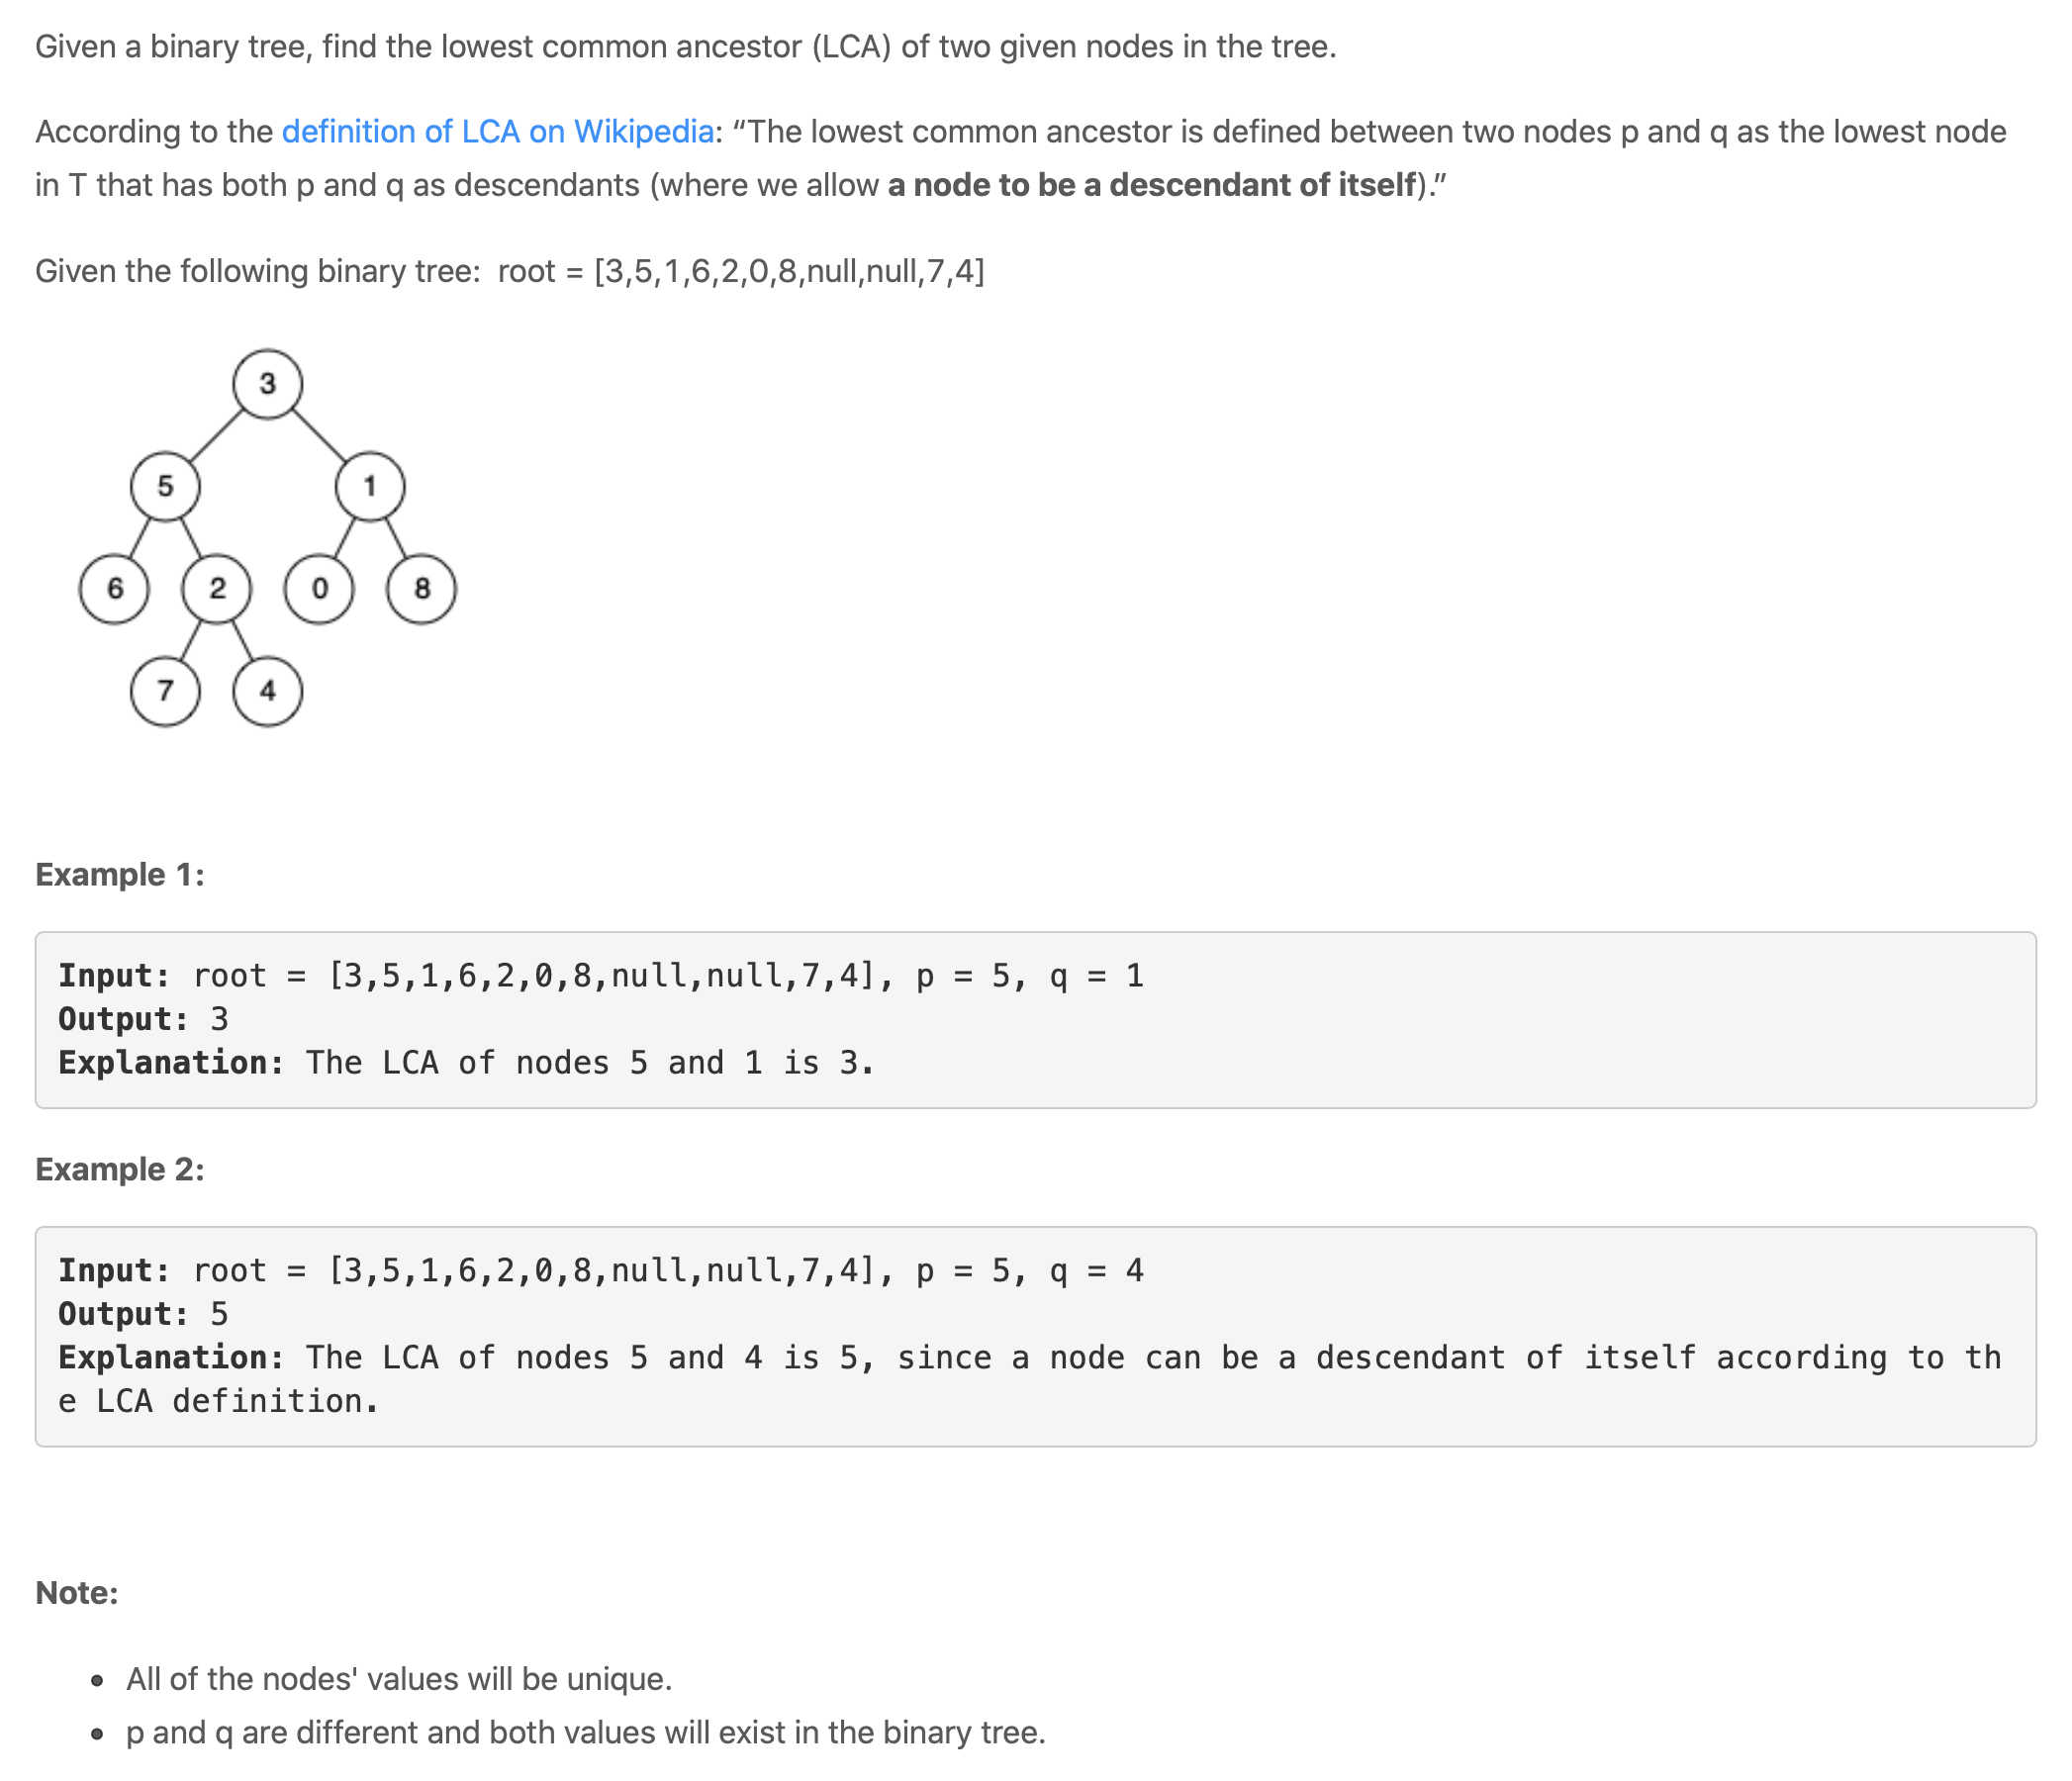 Given a binary tree, find the lowest common ancestor (LCA) of two given nodes in the tree.
According to the definition of LCA on Wikipedia: “The lowest common ancestor is defined between two nodes p and q as the lowest node
in T that has both p and q as descendants (where we allow a node to be a descendant of itself).”
Given the following binary tree:  root = [3,5,1,6,2,0,8,null,null,7,4]
3
5 1
6 2 0 8
7 4
Example 1:
Input: root = [3,5,1,6,2,0,8,null,null,7,4], p = 5, q = 1
Output: 3
Explanation: The LCA of nodes 5 and 1 is 3.
Example 2:
Input: root = [3,5,1,6,2,0,8,null,null,7,4], p = 5, q = 4
Output: 5
Explanation: The LCA of nodes 5 and 4 is 5, since a node can be a descendant of itself according to th
e LCA definition.
Note:
• All of the nodes' values will be unique.
• p and q are different and both values will exist in the binary tree.